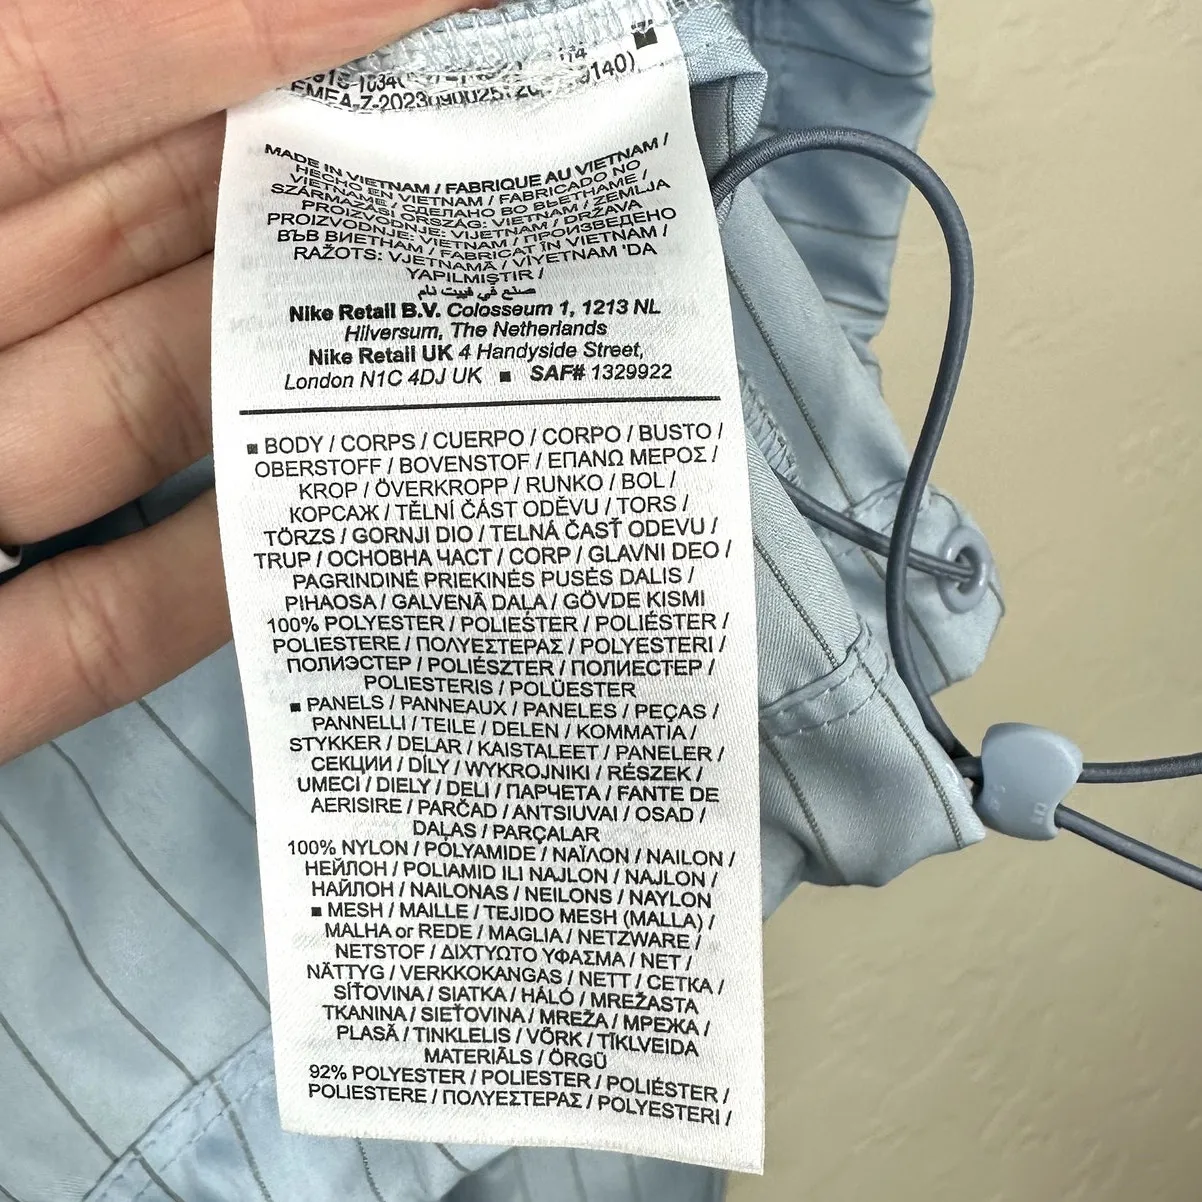 MADE IN VIETNAM / FABRIQUE AU VIETNAM /
HECHO EN VIETNAM / FABRICADO NO
VIETNAME / СДЕЛАНО ВО ВЬЕТНАМЕ /
SZÁRMAZÁSI ORSZÁG: VIETNAM / ZEMLJA
PROIZVODNJE: VIJETNAM / DRŽAVA
PROIZVODNJE: VIETNAM / ПРОИЗВЕДЕНО
ВЪВ ВИЕТНАМ / FABRICAT ÎN VIETNAM /
RAŽOTS: VJETNAMĀ / VİYETNAM 'DA
YAPILMIŞTIR /
صنع في فييت نام
Nike Retail B.V. Colosseum 1, 1213 NL
Hilversum, The Netherlands
Nike Retail UK 4 Handyside Street,
London N1C 4DJ UK ■ SAF# 1329922
■ BODY / CORPS / CUERPO / CORPO / BUSTO /
OBERSTOFF / BOVENSTOF / ΕΠΑΝΩ ΜΕΡΟΣ /
KROP / ÖVERKROPP / RUNKO / BOL /
КОРСАЖ / TĚLNÍ ČÁST ODĚVU / TORS /
TÖRZS / GORNJI DIO / TELNÁ ČASŤ ODEVU /
TRUP / ОСНОВНА ЧАСТ / CORP / GLAVNI DEO /
PAGRINDINĖ PRIEKINĖS PUSĖS DALIS /
PIHAOSA / GALVENĀ DAĻA / GÖVDE KISMI
100% POLYESTER / POLIESTER / POLIÉSTER /
POLIESTERE / ΠΟΛΥΕΣΤΕΡΑΣ / POLYESTERI /
ПОЛИЭСТЕР / POLIÉSZTER / ПОЛИЕСТЕР /
POLIESTERIS / POLÜESTER
■ PANELS / PANNEAUX / PANELES / PEÇAS /
PANNELLI / TEILE / DELEN / ΚΟΜΜΑΤΙΑ /
STYKKER / DELAR / KAISTALEET / PANELER /
СЕКЦИИ / DÍLY / WYKROJNIKI / RÉSZEK /
UMECI / DIELY / DELI / ПАРЧЕТА / FANTE DE
AERISIRE / PARČAD / ANTSIUVAI / OSAD /
DAĻAS / PARÇALAR
100% NYLON / POLYAMIDE / ΝΑΪΛΟΝ / NAILON /
НЕЙЛОН / POLIAMID ILI NAJLON / NAJLON /
НАЙЛОН / NAILONAS / NEILONS / NAYLON
■ MESH / MAILLE / TEJIDO MESH (MALLA) /
MALHA or REDE / MAGLIA / NETZWARE /
NETSTOF / ΔΙΧΤΥΩΤΟ ΥΦΑΣΜΑ / NET /
NÄTTYG / VERKKOKANGAS / NETT / СЕТКА /
SÍŤOVINA / SIATKA / HÁLÓ / MREŽASTA
TKANINA / SIEŤOVINA / MREŽA / МРЕЖА /
PLASĂ / TINKLELIS / VÕRK / TĪKLVEIDA
MATERIĀLS / ÖRGÜ
92% POLYESTER / POLIESTER / POLIÉSTER /
POLIESTERE / ΠΟΛΥΕΣΤΕΡΑΣ / POLYESTERI /